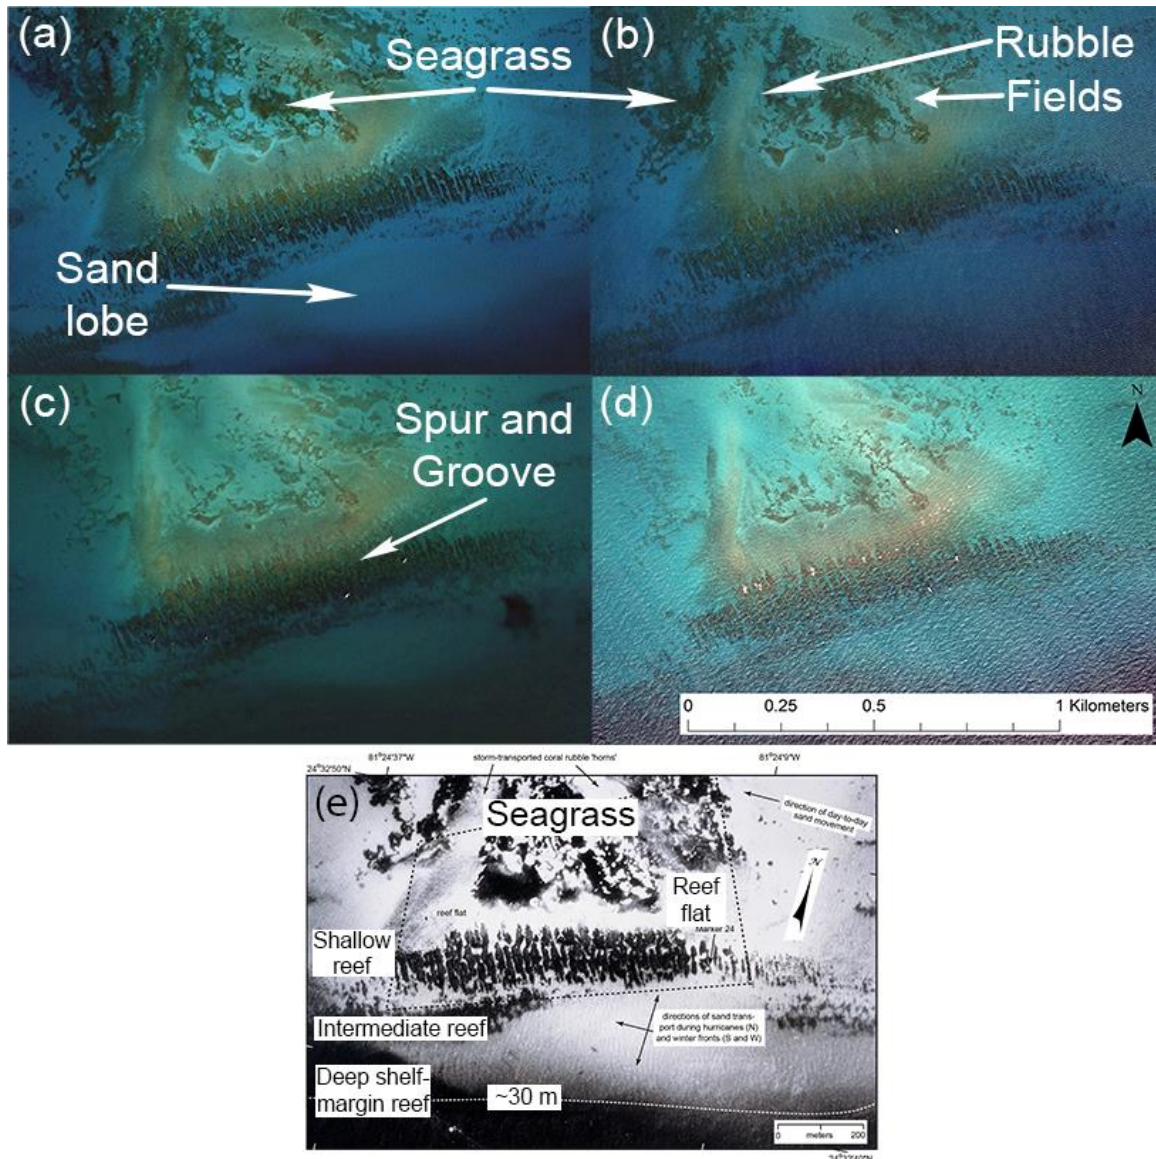 (a)
(b)
Seagrass
Rubble
Fields
Sand
lobe
(c)
(d)
Spur and
Groove
N
0 0.25 0.5 1 Kilometers
81°24'37"W
storm-transported coral rubble 'horns'
81°24'9"W
24°32'50"N
(e)
Seagrass
direction of day-to-day
sand movement
N
Reef
flat
reef flat
Marker 24
Shallow
reef
directions of sand trans-
port during hurricanes (N)
and winter fronts (S and W)
Intermediate reef
Deep shelf-
margin reef
~30 m
0 meters 200